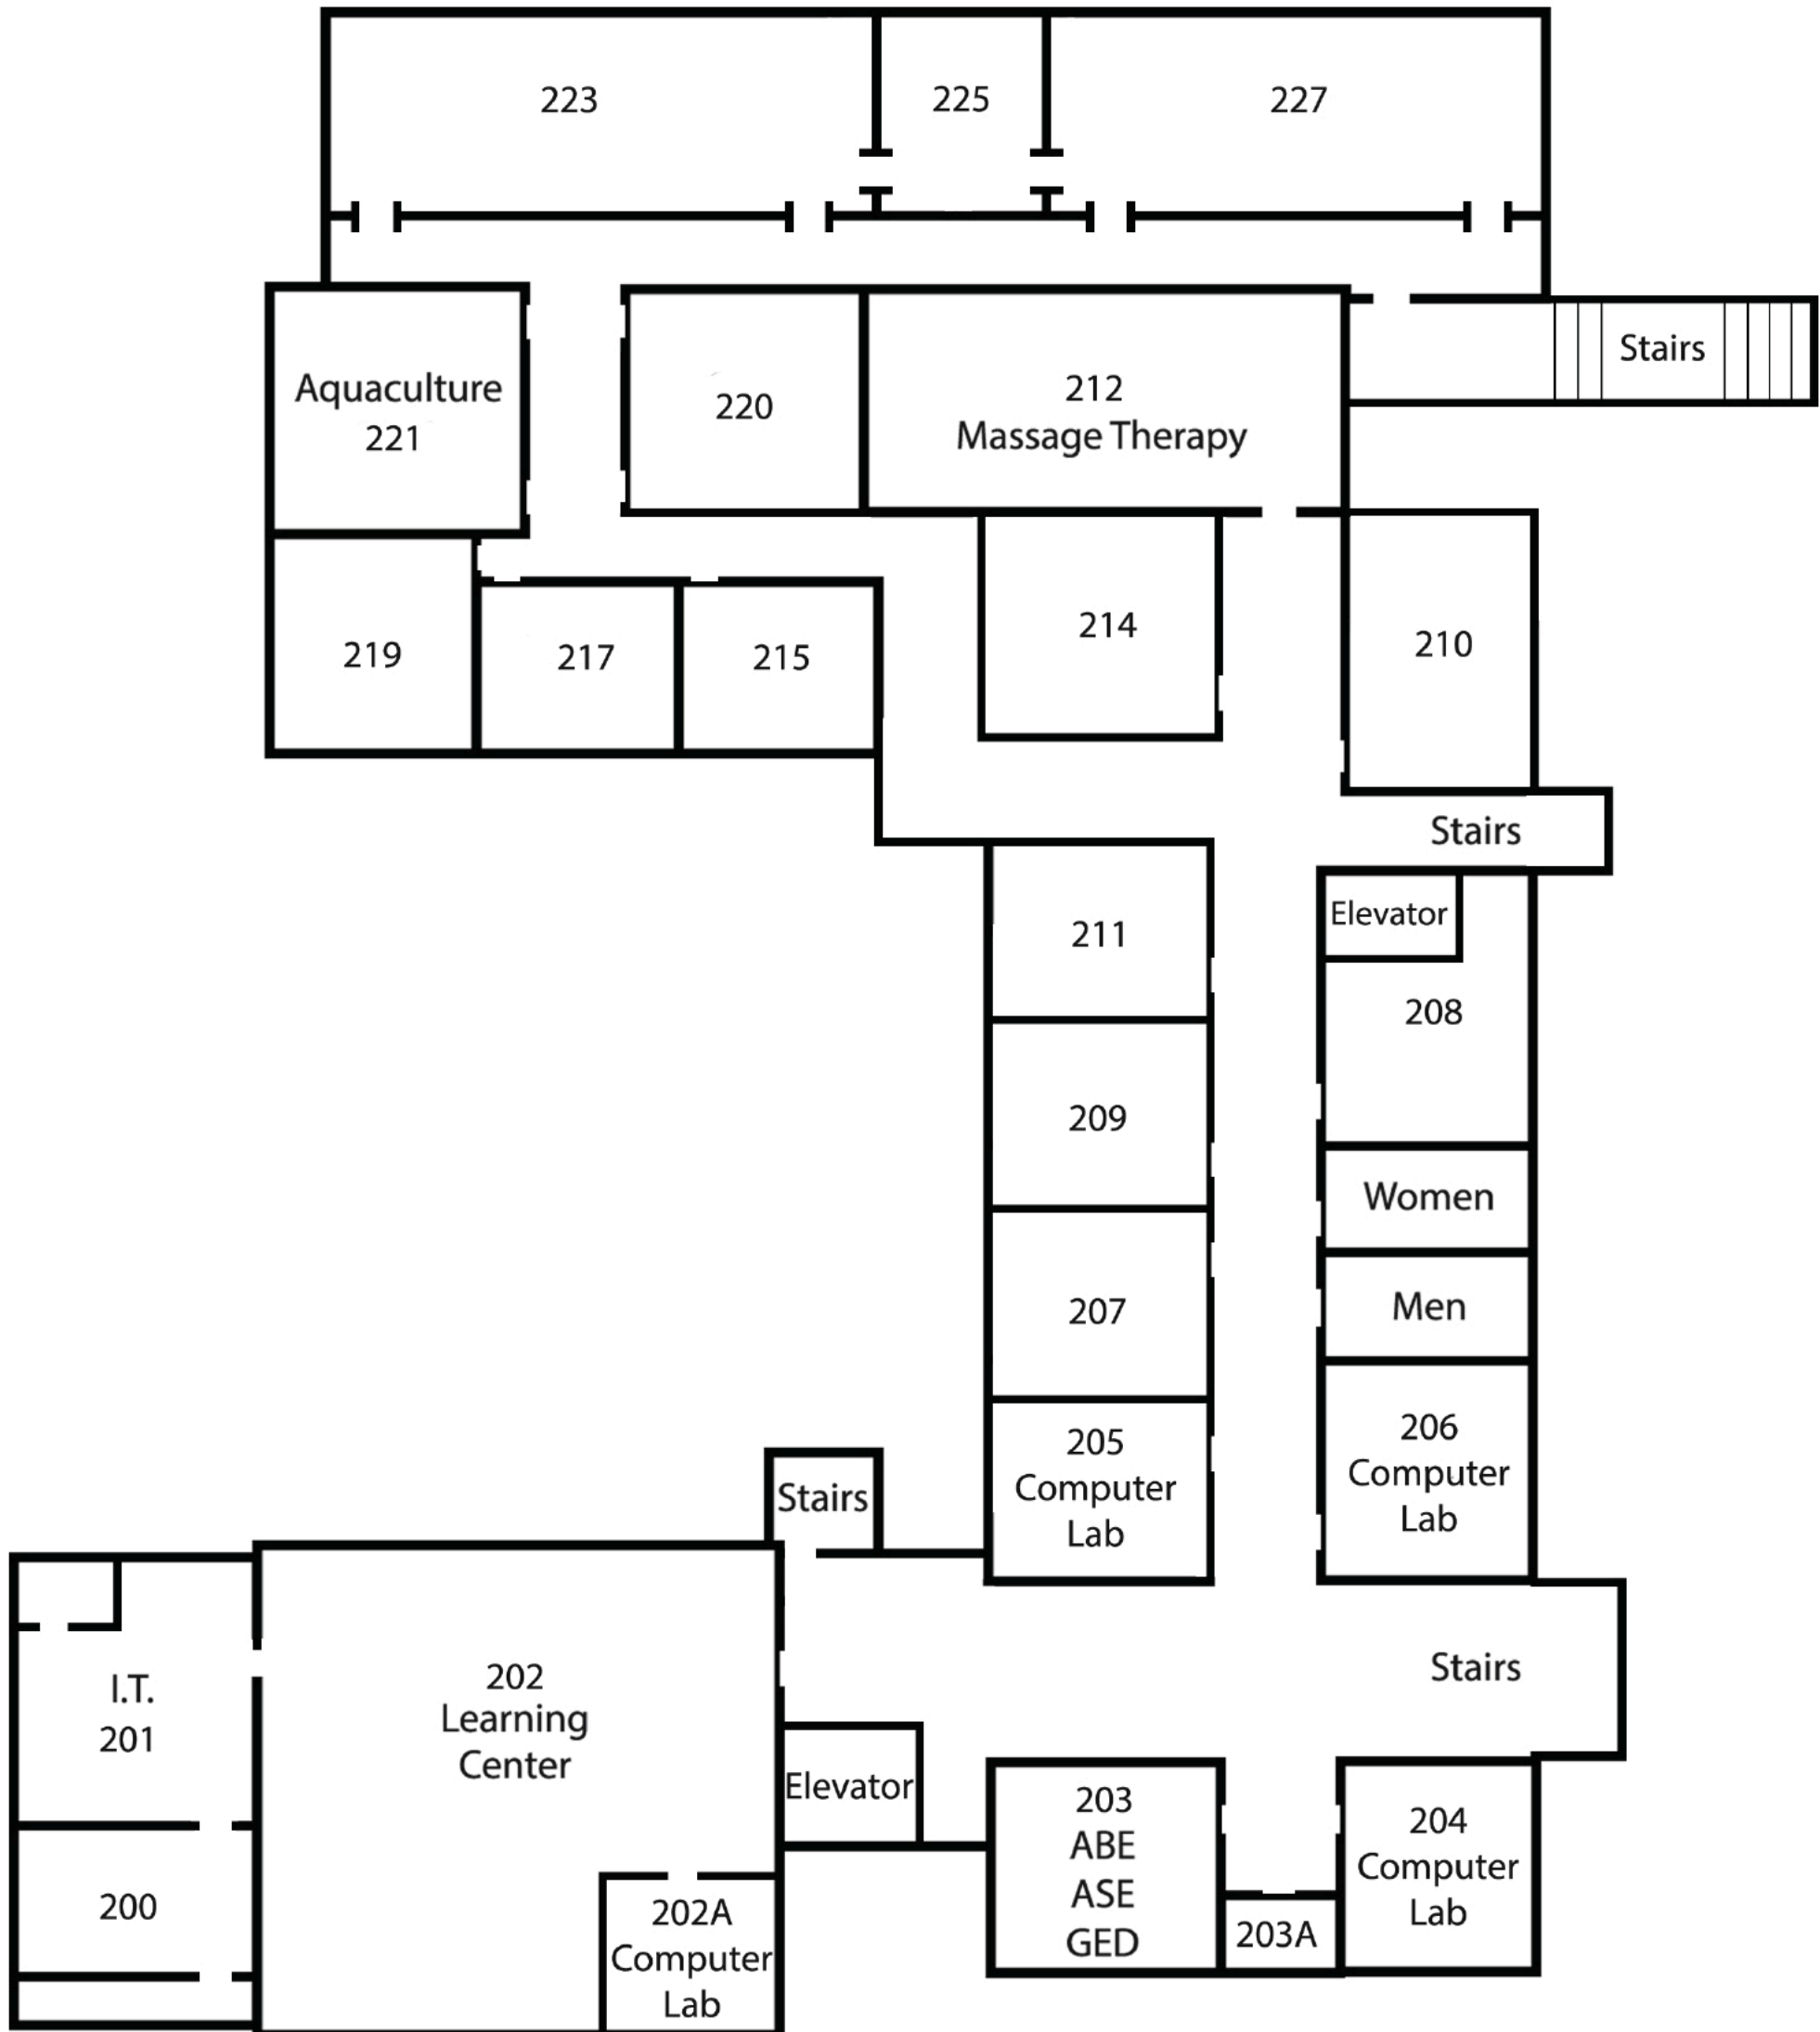 223
225
227
Stairs
Aquaculture
221
220
212
Massage Therapy
219
217
215
214
210
Stairs
Elevator
211
208
209
Women
207
Men
205
Computer
Lab
206
Computer
Lab
Stairs
I.T.
201
202
Learning
Center
Stairs
Elevator
200
202A
Computer
Lab
203
ABE
ASE
GED
203A
204
Computer
Lab